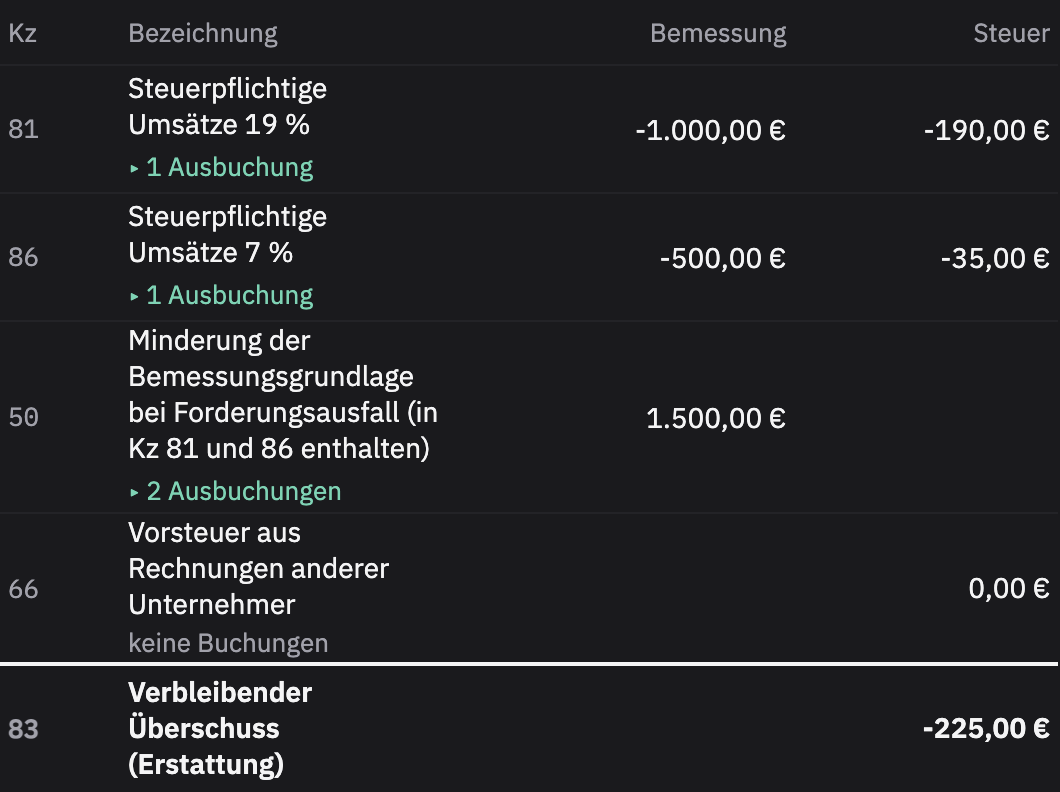 Kz Bezeichnung Bemessung Steuer
81 Steuerpflichtige Umsätze 19 % -1.000,00 € -190,00 €
▸ 1 Ausbuchung
86 Steuerpflichtige Umsätze 7 % -500,00 € -35,00 €
▸ 1 Ausbuchung
50 Minderung der Bemessungsgrundlage bei Forderungsausfall (in Kz 81 und 86 enthalten) 1.500,00 €
▸ 2 Ausbuchungen
66 Vorsteuer aus Rechnungen anderer Unternehmer 0,00 €
keine Buchungen
83 Verbleibender Überschuss (Erstattung) -225,00 €